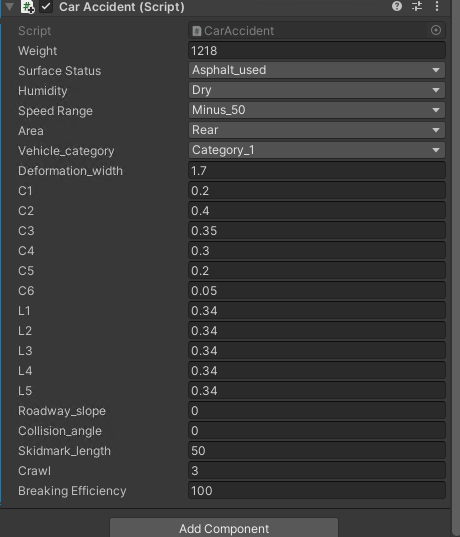 Car Accident (Script)
Script CarAccident
Weight 1218
Surface Status Asphalt_used
Humidity Dry
Speed Range Minus_50
Area Rear
Vehicle_category Category_1
Deformation_width 1.7
C1 0.2
C2 0.4
C3 0.35
C4 0.3
C5 0.2
C6 0.05
L1 0.34
L2 0.34
L3 0.34
L4 0.34
L5 0.34
Roadway_slope 0
Collision_angle 0
Skidmark_length 50
Crawl 3
Breaking Efficiency 100
Add Component